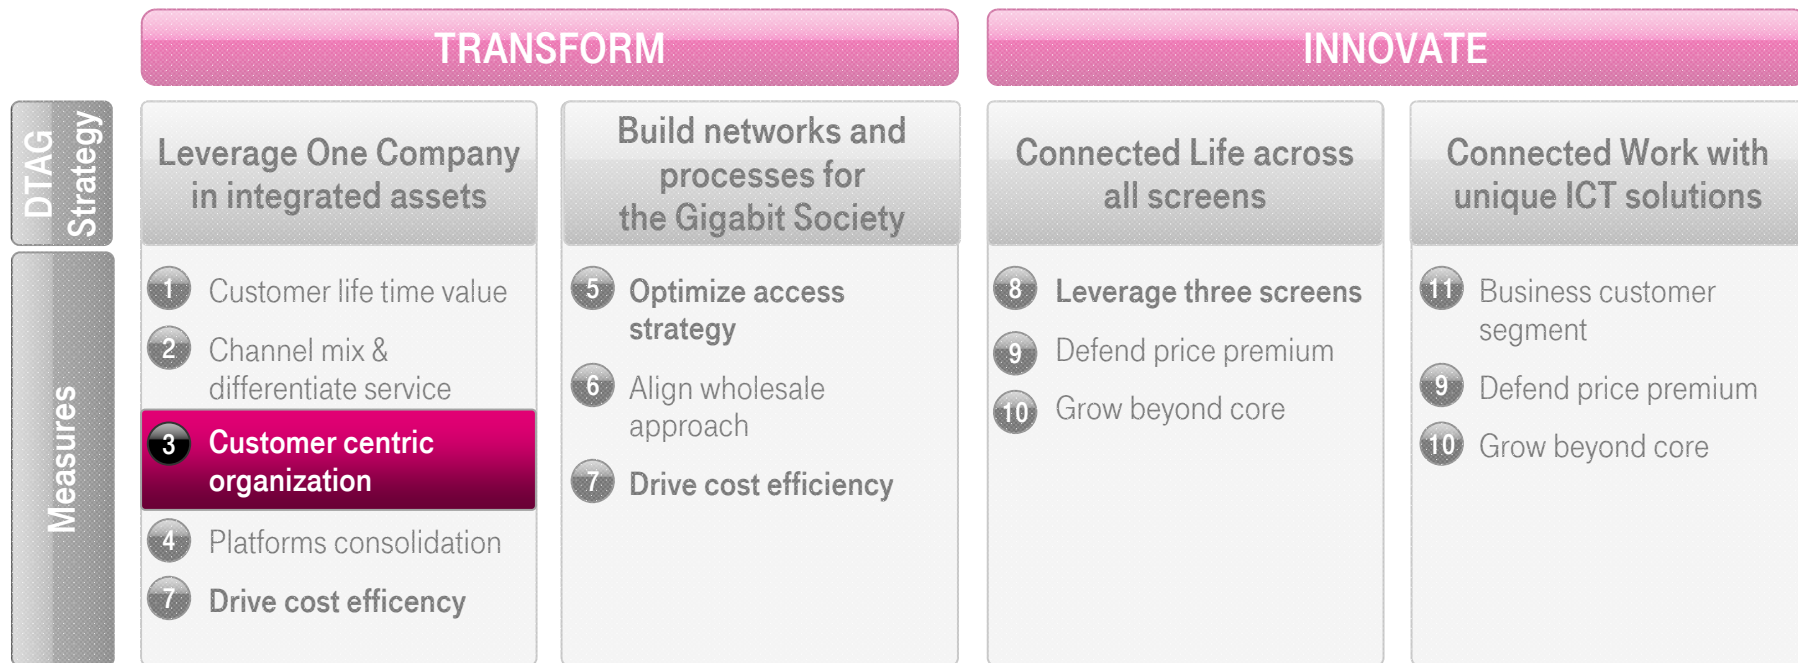 TRANSFORM
INNOVATE
DTAG
Strategy
Leverage One Company
in integrated assets
Build networks and
processes for
the Gigabit Society
Connected Life across
all screens
Connected Work with
unique ICT solutions
Measures
1 Customer life time value
2 Channel mix &
differentiate service
3 Customer centric
organization
4 Platforms consolidation
7 Drive cost efficency
5 Optimize access
strategy
6 Align wholesale
approach
7 Drive cost efficiency
8 Leverage three screens
9 Defend price premium
10 Grow beyond core
11 Business customer
segment
9 Defend price premium
10 Grow beyond core